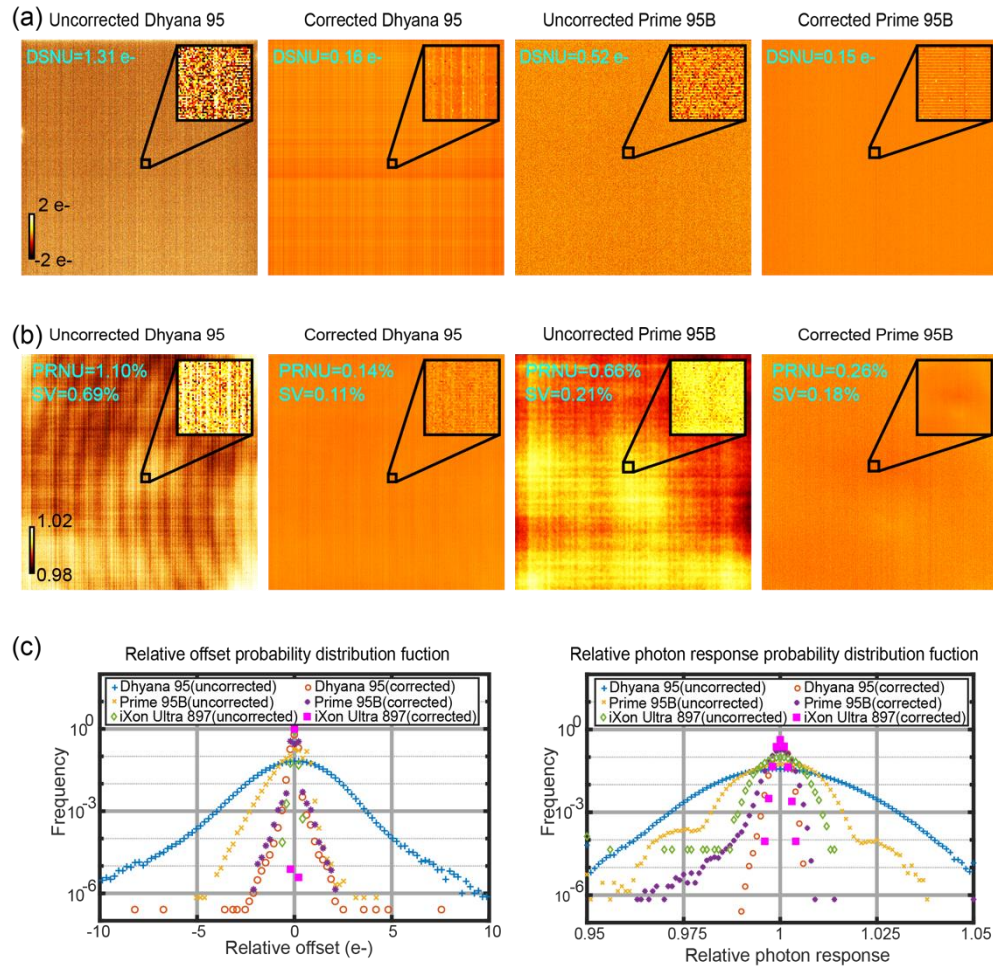 (a)
Uncorrected Dhyana 95 Corrected Dhyana 95 Uncorrected Prime 95B Corrected Prime 95B
DSNU=1.31 e- DSNU=0.16 e- DSNU=0.52 e- DSNU=0.15 e-
2 e-
-2 e-
(b)
Uncorrected Dhyana 95 Corrected Dhyana 95 Uncorrected Prime 95B Corrected Prime 95B
PRNU=1.10% PRNU=0.14% PRNU=0.66% PRNU=0.26%
SV=0.69% SV=0.11% SV=0.21% SV=0.18%
1.02
0.98
(c)
Relative offset probability distribution fuction
Dhyana 95(uncorrected) Dhyana 95(corrected)
Prime 95B(uncorrected) Prime 95B(corrected)
iXon Ultra 897(uncorrected) iXon Ultra 897(corrected)
Frequency
10^0
10^-3
10^-6
-10 -5 0 5 10
Relative offset (e-)
Relative photon response probability distribution fuction
Dhyana 95(uncorrected) Dhyana 95(corrected)
Prime 95B(uncorrected) Prime 95B(corrected)
iXon Ultra 897(uncorrected) iXon Ultra 897(corrected)
Frequency
10^0
10^-3
10^-6
0.95 0.975 1 1.025 1.05
Relative photon response